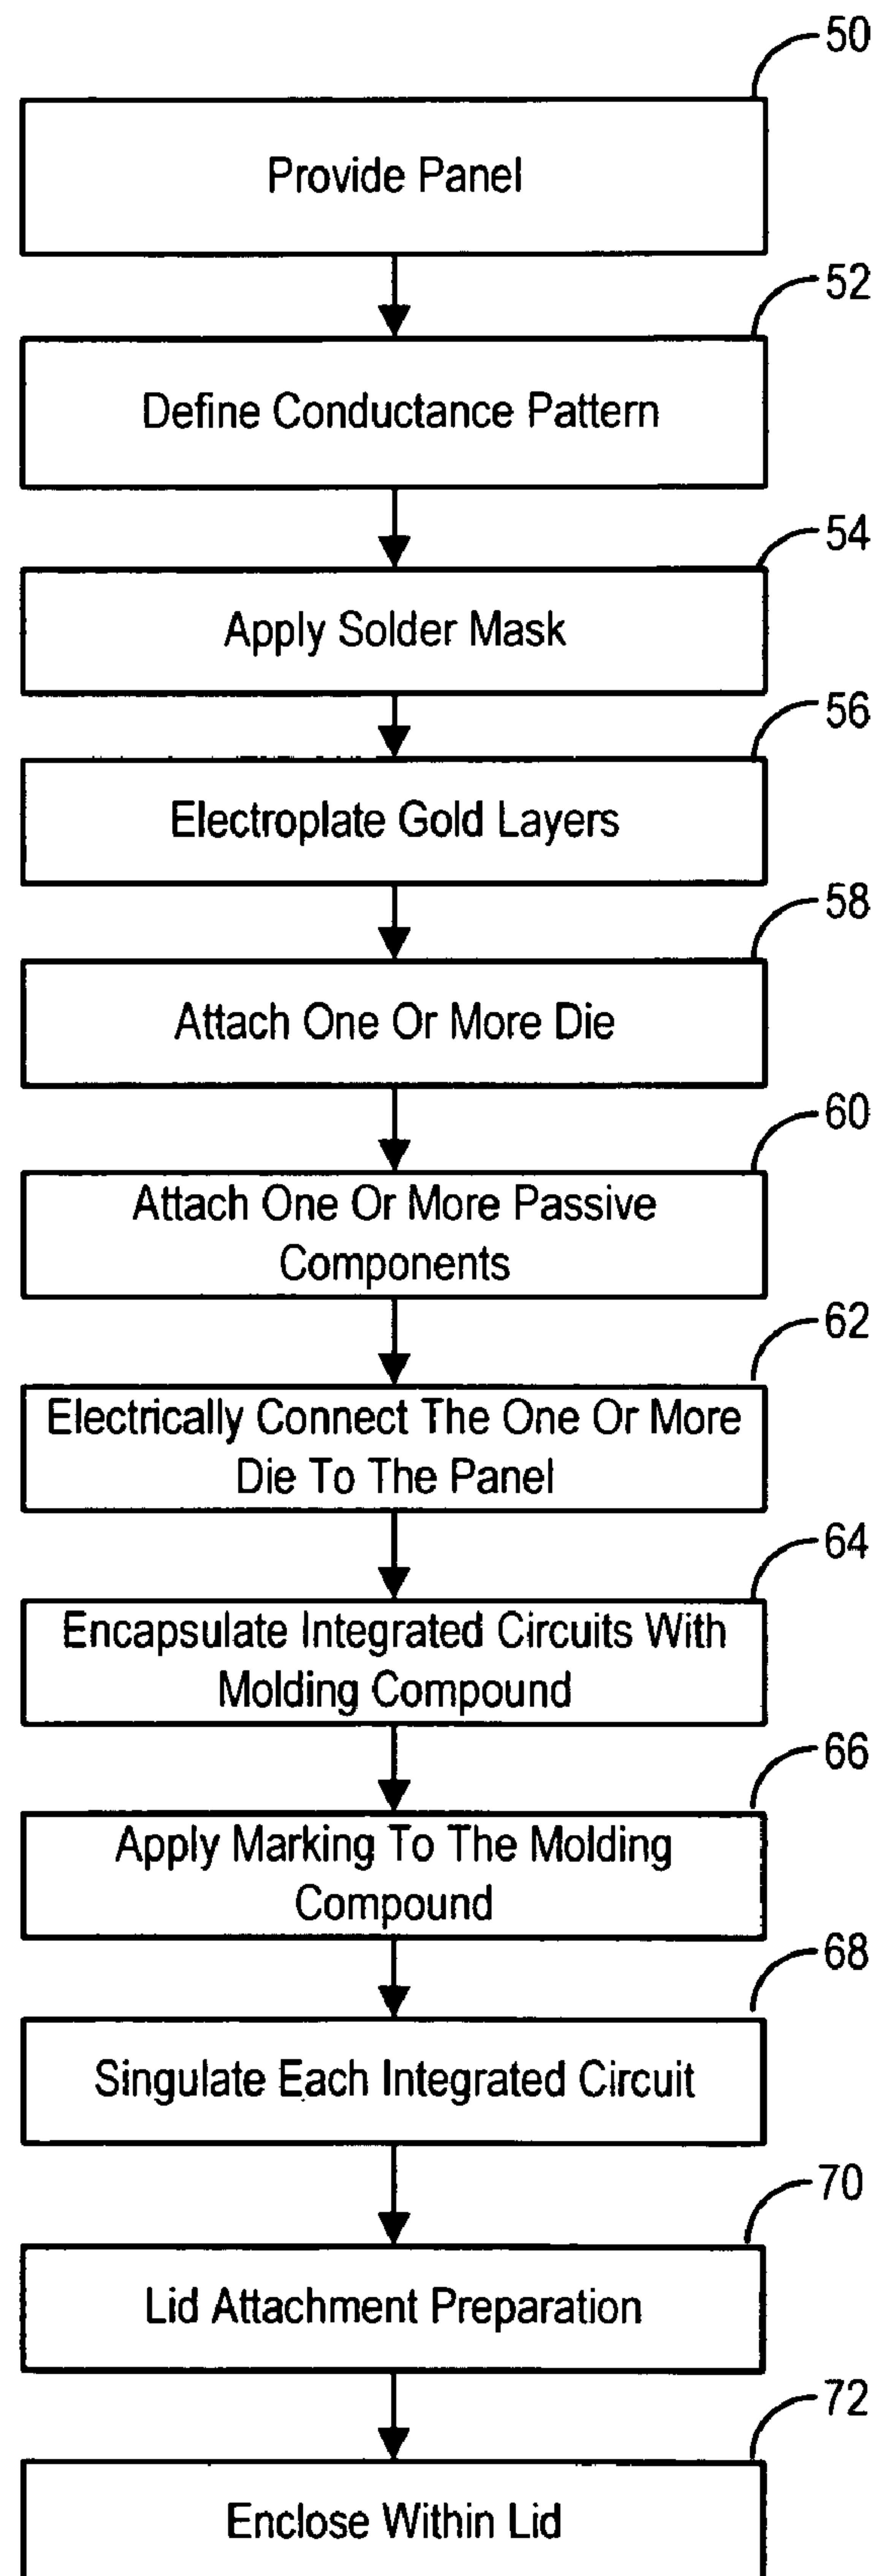 50
Provide Panel
52
Define Conductance Pattern
54
Apply Solder Mask
56
Electroplate Gold Layers
58
Attach One Or More Die
60
Attach One Or More Passive
Components
62
Electrically Connect The One Or More
Die To The Panel
64
Encapsulate Integrated Circuits With
Molding Compound
66
Apply Marking To The Molding
Compound
68
Singulate Each Integrated Circuit
70
Lid Attachment Preparation
72
Enclose Within Lid